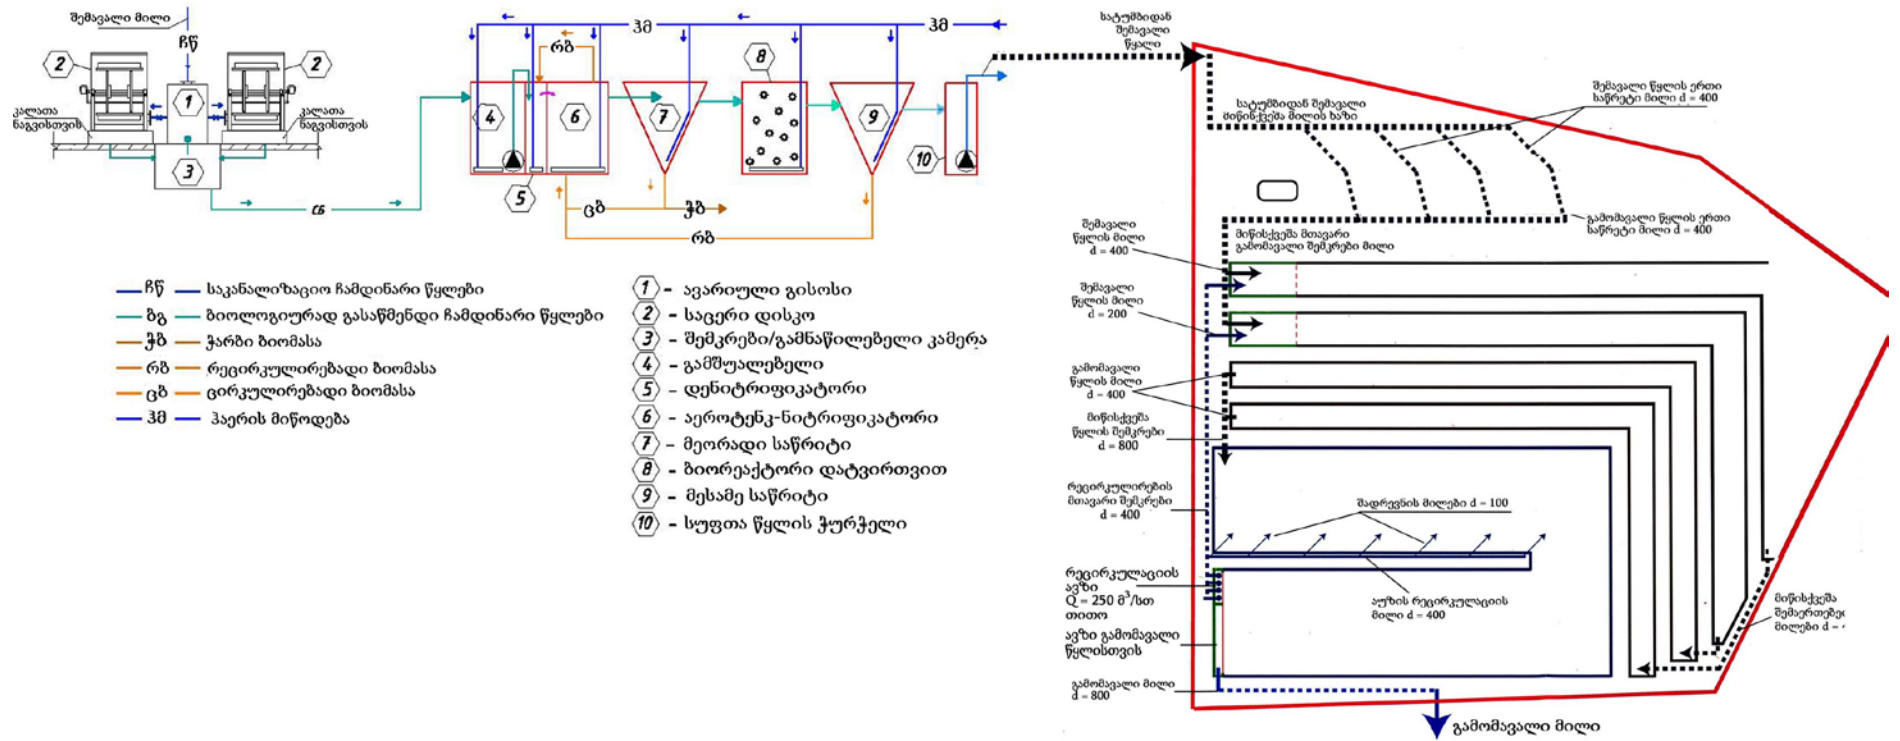 შემავალი მილი
ჩწ
2
1
2
კალათა
ნაგვისთვის
კალათა
ნაგვისთვის
3
ცნ
ჰმ
ჰმ
რბ
4
5
6
7
8
9
10
ცბ
ჭბ
რბ
ჩწ საკანალიზაციო ჩამდინარი წყლები
ბგ ბიოლოგიურად გასაწმენდი ჩამდინარი წყლები
ჭბ ჭარბი ბიომასა
რბ რეცირკულირებადი ბიომასა
ცბ ცირკულირებადი ბიომასა
ჰმ ჰაერის მიწოდება
1 - ავარიული გისოსი
2 - საცერი დისკო
3 - შემკრები/გამნაწილებელი კამერა
4 - გამშუალებელი
5 - დენიტრიფიკატორი
6 - აეროტენკ-ნიტრიფიკატორი
7 - მეორადი საწრიტი
8 - ბიორეაქტორი დატვირთვით
9 - მესამე საწრიტი
10 - სუფთა წყლის ჭურჭელი
სატუმბიდან
შემავალი
წყალი
სატუმბიდან შემავალი
მიწისქვეშა მილის ხაზი
შემავალი წყლის ერთი
საწრეტი მილი d = 400
გამომავალი წყლის ერთი
საწრეტი მილი d = 400
მიწისქვეშა მთავარი
გამომავალი შემკრები მილი
შემავალი
წყლის მილი
d = 400
შემავალი
წყლის მილი
d = 200
გამომავალი
წყლის მილი
d = 400
მიწისქვეშა
წყლის შემკრები
d = 800
რეცირკულირების
მთავარი შემკრები
d = 400
შადრევნის მილები d = 100
რეცირკულაციის
ავზი
Q = 250 მ³/სთ
თითო
აუზის რეცირკულაციის
მილი d = 400
ავზი გამომავალი
წყლისთვის
გამომავალი მილი
d = 800
მიწისქვეშა
შემაერთებელ
მილები d =
გამომავალი მილი